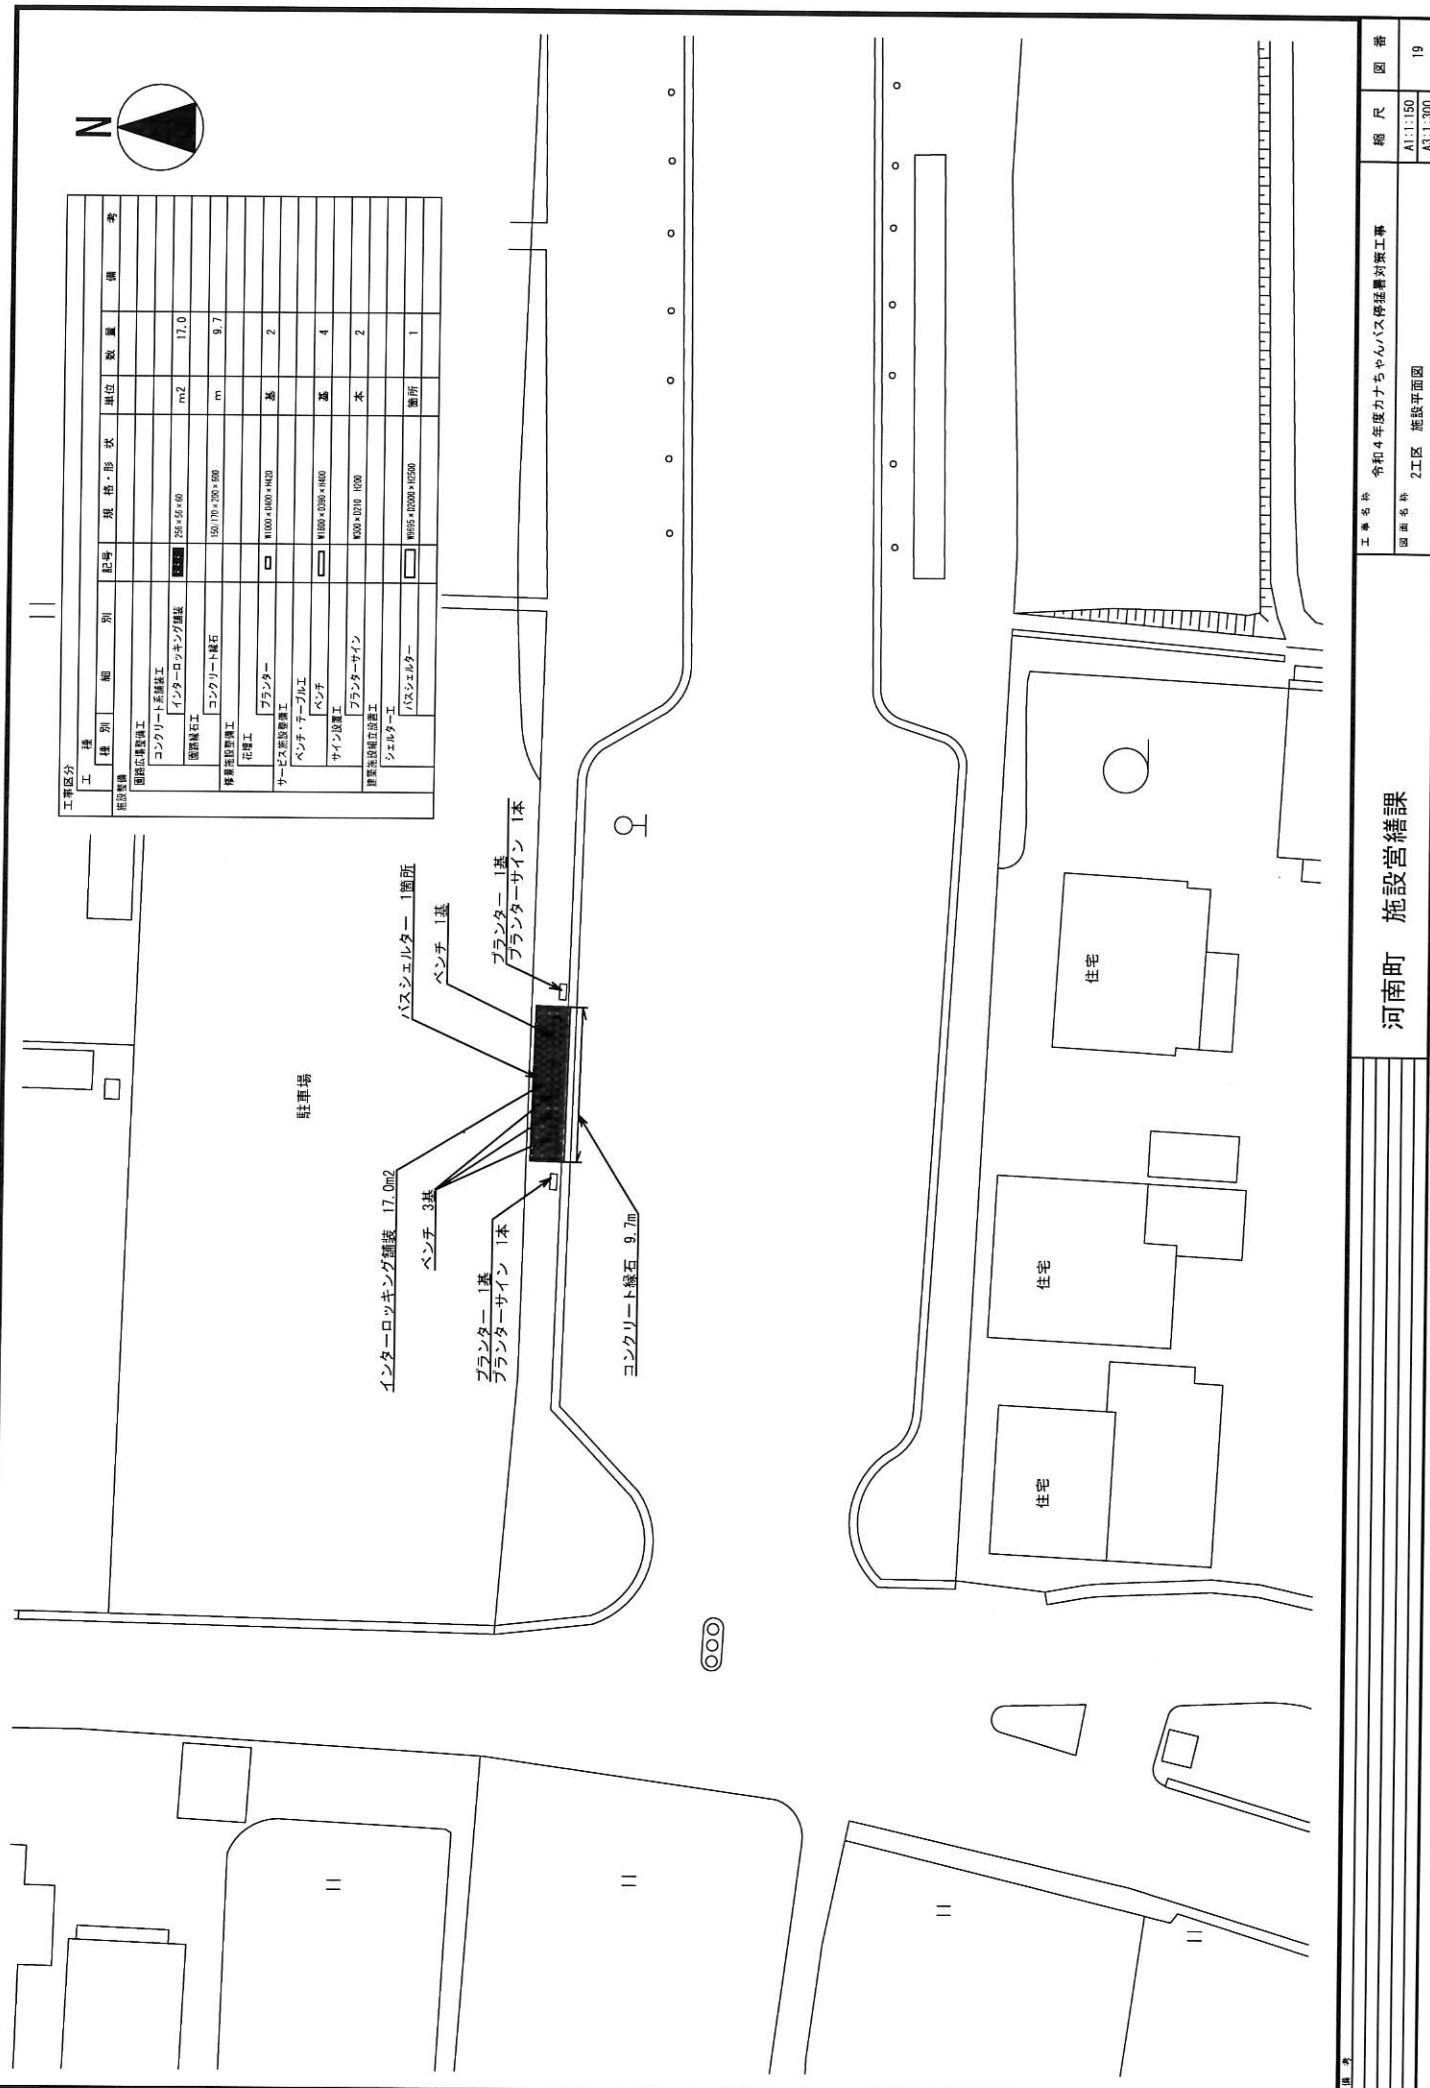 N
工事区分
工 種 種 別 細 別 記号 規 格 ・ 形 状 単位 数 量 備 考
施設整備
園路広場整備工
コンクリート系舗装工
インターロッキング舗装 256×56×60 m2 17.0
園路縁石工
コンクリート縁石 150/170×200×600 m 9.7
修景施設整備工
花壇工
プランター W1000×D400×H420 基 2
サービス施設整備工
ベンチ・テーブル工
ベンチ W1800×D390×H400 基 4
サイン設置工
プランターサイン W300×D210 H1200 本 2
建築施設組立設置工
シェルター工
バスシェルター W9695×D2000×H2500 箇所 1
駐車場
バスシェルター 1箇所
ベンチ 1基
プランター 1基
プランターサイン 1本
インターロッキング舗装 17.0m2
ベンチ 3基
プランター 1基
プランターサイン 1本
コンクリート縁石 9.7m
住宅
住宅
住宅
備 考
河南町 施設営繕課
工 事 名 称
令和4年度カナちゃんバス停猛暑対策工事
図 面 名 称
2工区 施設平面図
縮 尺
A1:1:150
A3:1:300
図 番
19